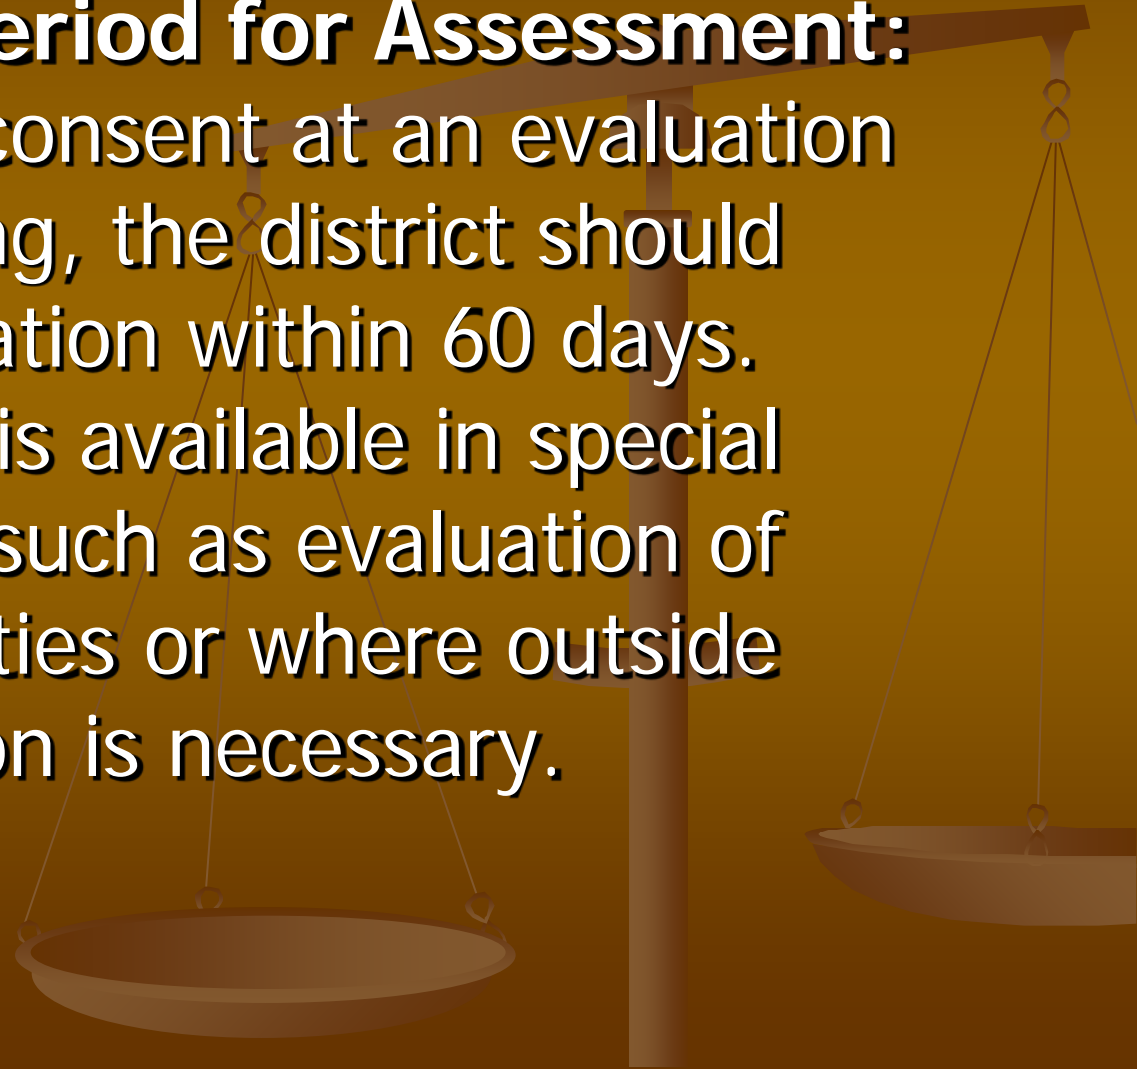 eriod for Assessment:
consent at an evaluation
ng, the district should
ation within 60 days.
is available in special
such as evaluation of
ties or where outside
on is necessary.